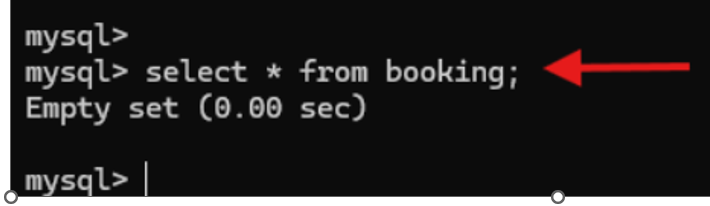 mysql>
mysql> select * from booking;
Empty set (0.00 sec)
mysql>